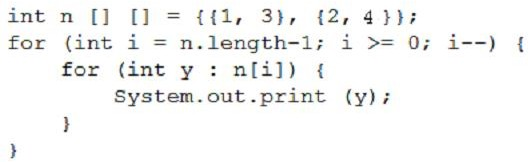 int n [] [] = {{1, 3}, {2, 4 }};
for (int i = n.length-1; i >= 0; i--) {
    for (int y : n[i]) {
        System.out.print (y);
    }
}